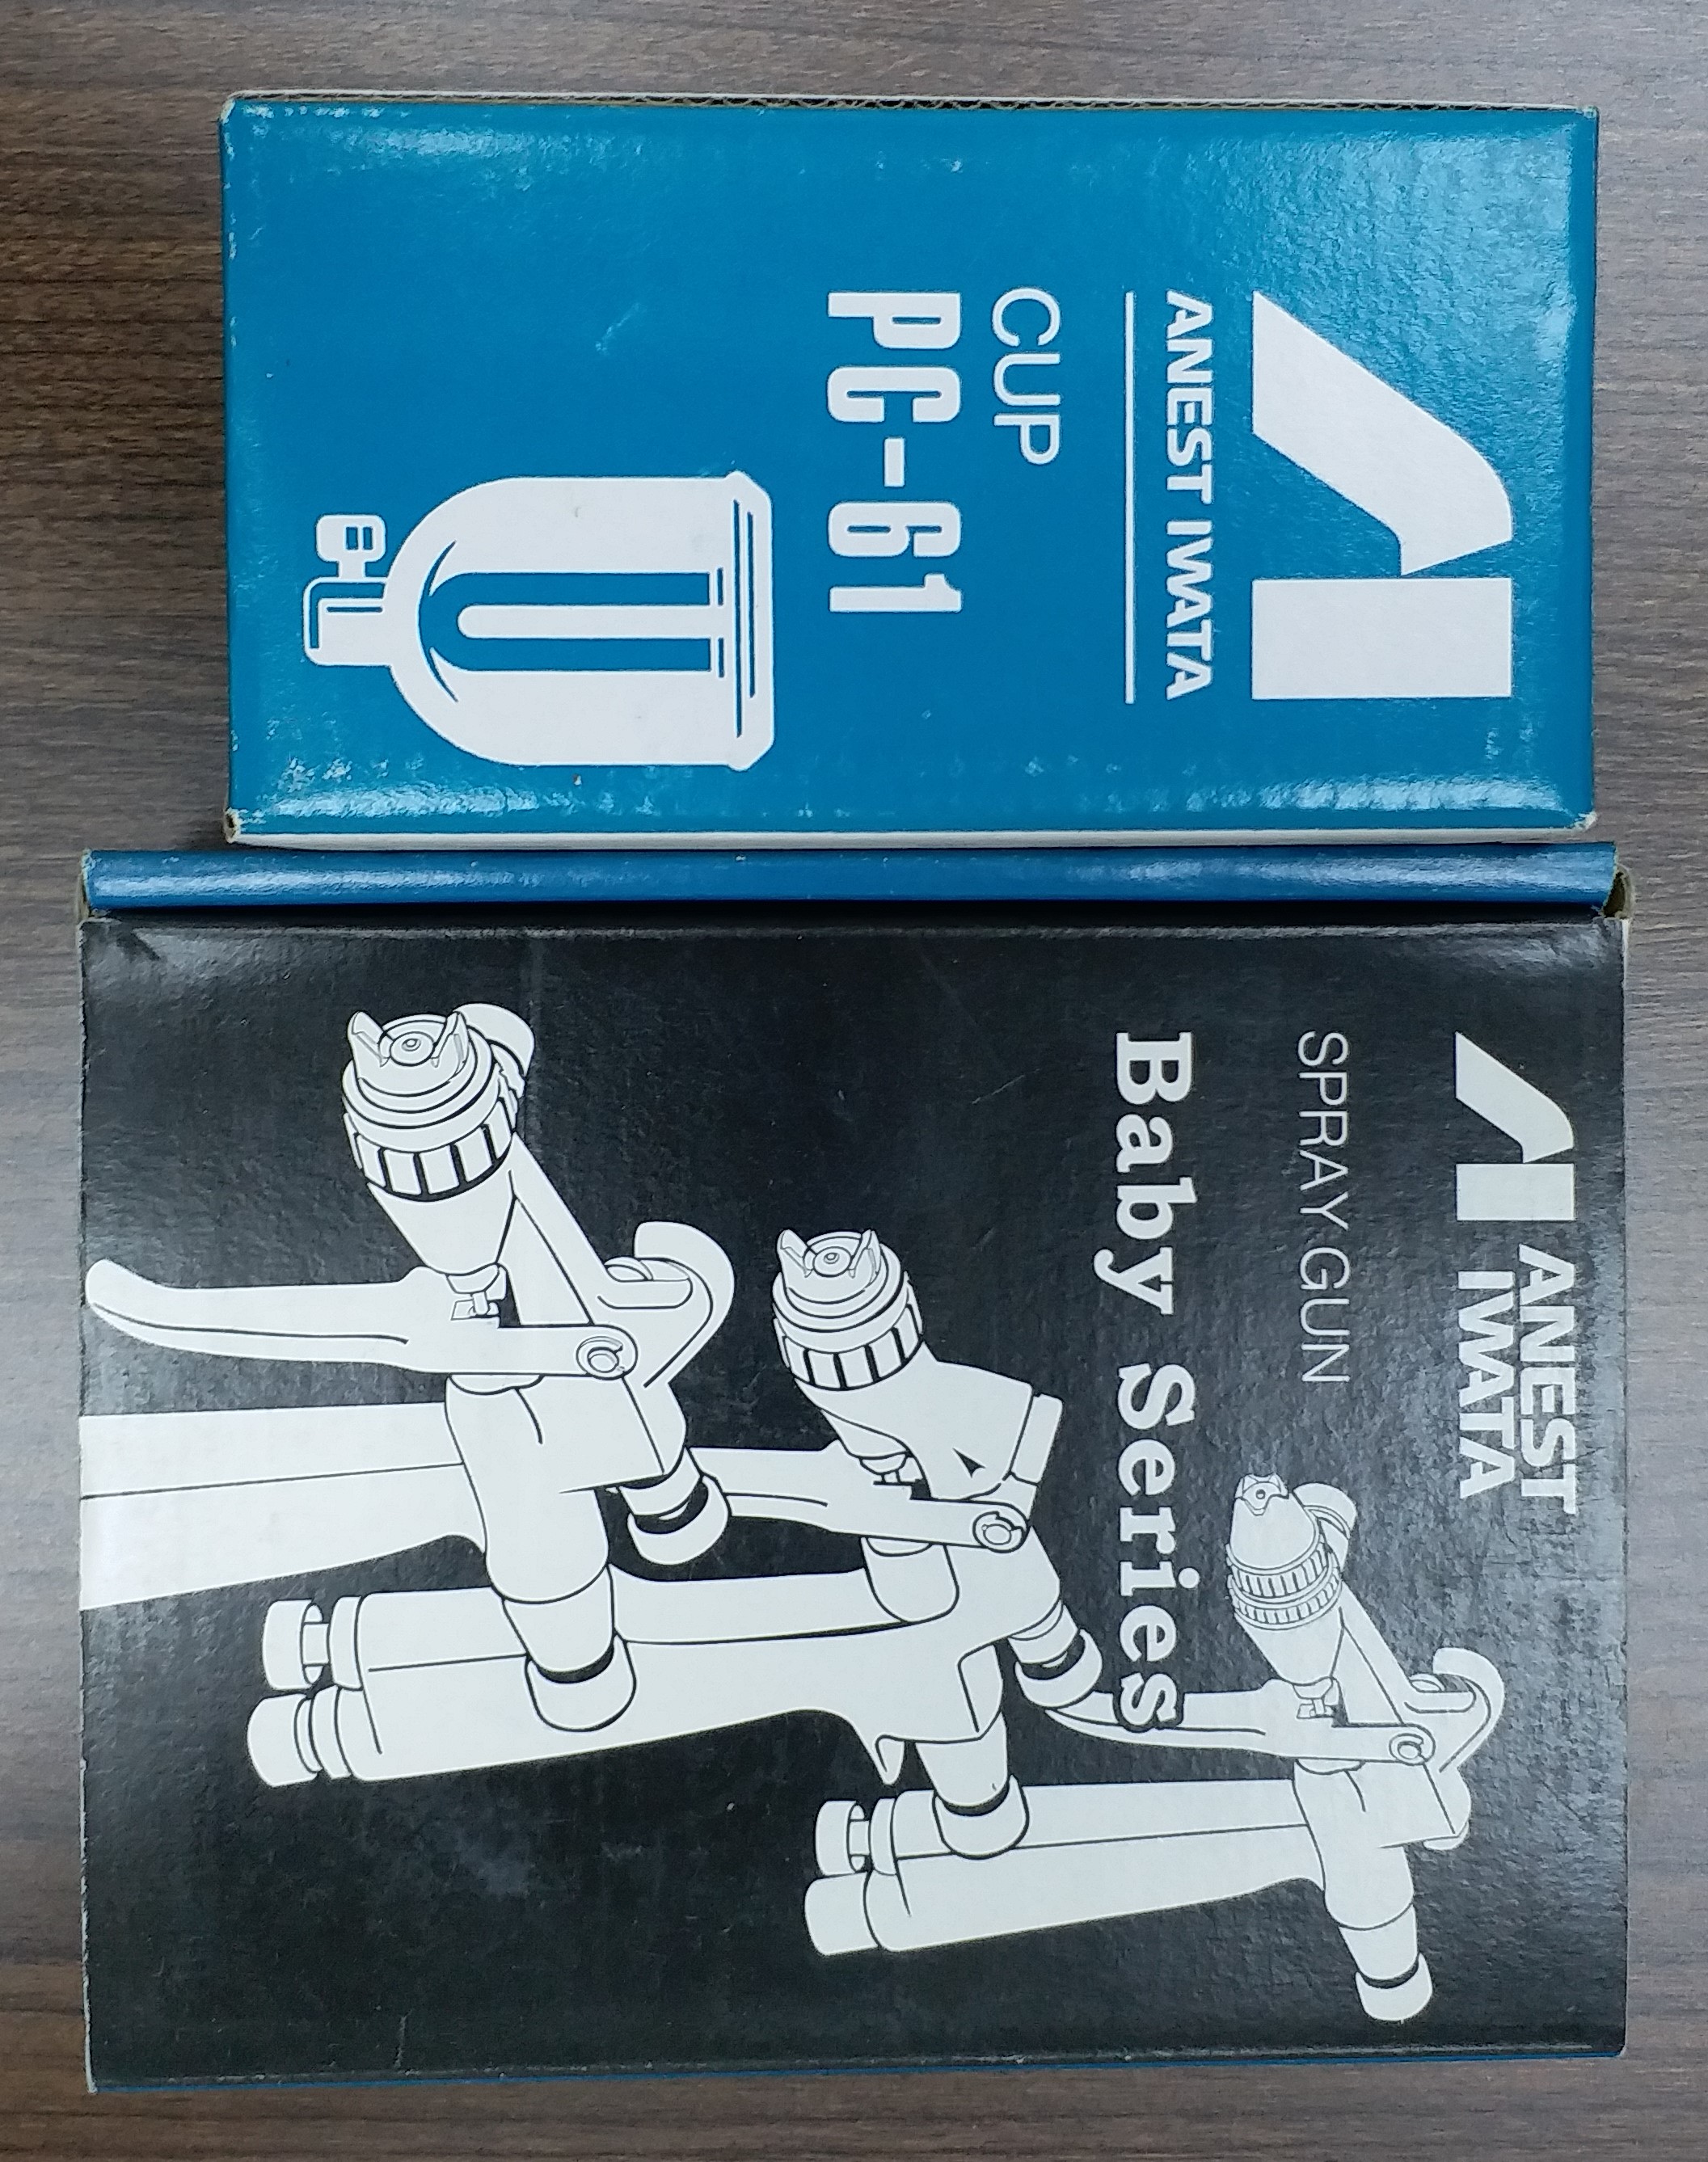 ANEST IWATA
CUP
PC-61
ANEST
IWATA
SPRAY GUN
Baby Series